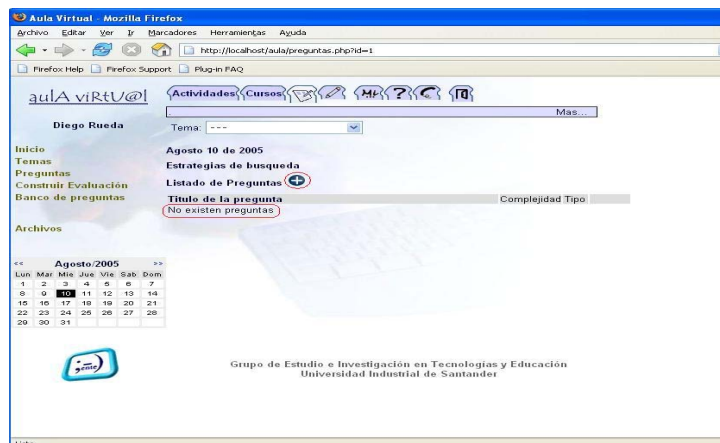 Aula Virtual - Mozilla Firefox
Archivo Editar Ver Ir Marcadores Herramientas Ayuda
http://localhost/aula/preguntas.php?id=1
Firefox Help Firefox Support Plug-in FAQ
aulA viRtU@l
Actividades Cursos ?
Mas...
Diego Rueda
Tema: ---
Inicio
Temas
Preguntas
Construir Evaluación
Banco de preguntas
Archivos
Agosto 10 de 2005
Estrategias de busqueda
Listado de Preguntas
Titulo de la pregunta Complejidad Tipo
No existen preguntas
<< Agosto/2005 >>
Lun Mar Mie Jue Vie Sab Dom
1 2 3 4 5 6 7
8 9 10 11 12 13 14
15 16 17 18 19 20 21
22 23 24 25 26 27 28
29 30 31
gente
Grupo de Estudio e Investigación en Tecnologías y Educación
Universidad Industrial de Santander